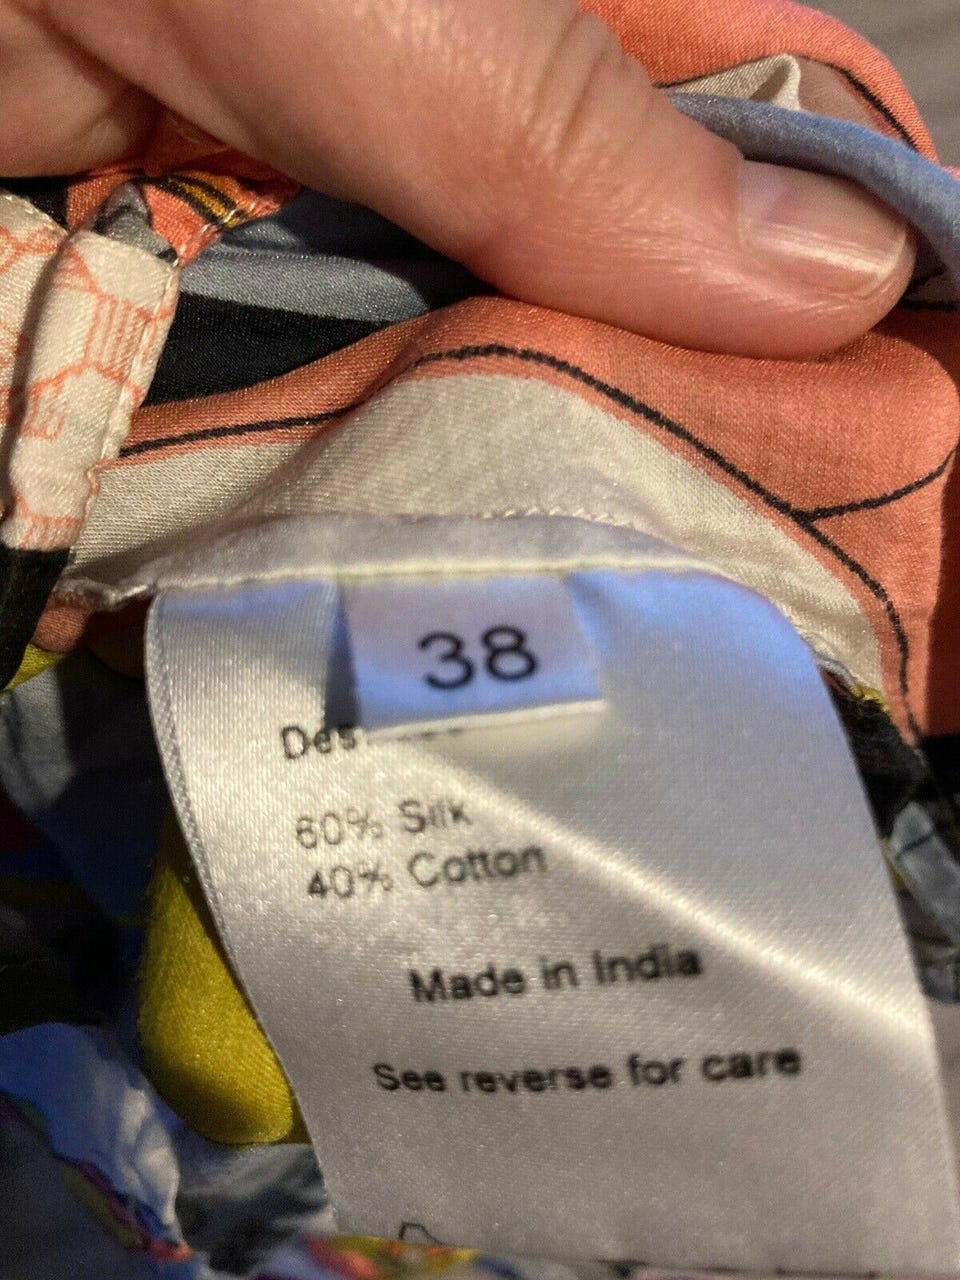 38
60% Silk
40% Cotton
Made in India
See reverse for care